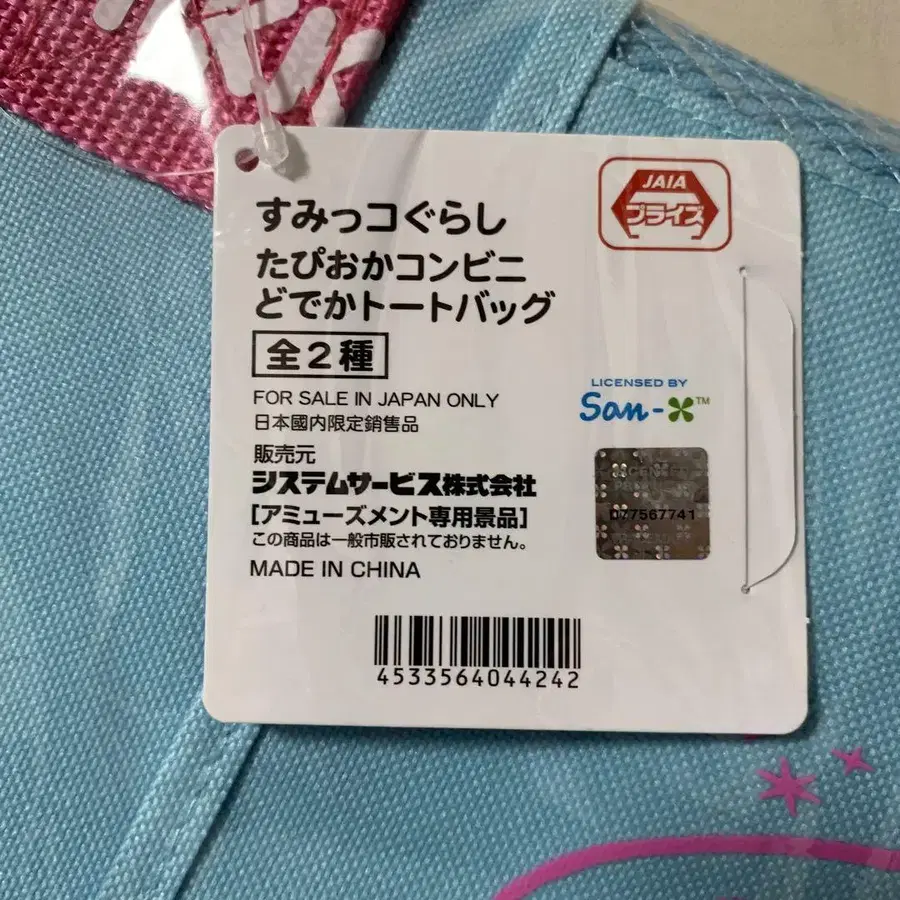 すみっコぐらし
たぴおかコンビニ
どでかトートバッグ
全2種
FOR SALE IN JAPAN ONLY
日本國内限定銷售品
販売元
システムサービス株式会社
[アミューズメント専用景品]
この商品は一般市販されておりません。
MADE IN CHINA
4533564044242
JAIA
プライズ
LICENSED BY
San-X™
D77567741